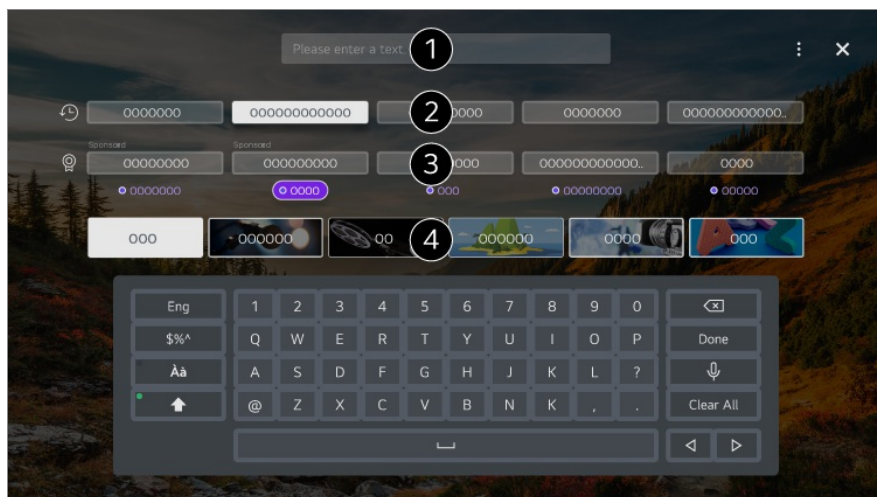 Please enter a text 1
0000000 000000000000 2 0000 0000000 000000000000..
Sponsored Sponsored
00000000 000000000 3 000 000000000000.. 0000
0000000 0000 000 00000000 00000
000 000000 00 4 000000 0000 000
Eng 1 2 3 4 5 6 7 8 9 0
$%^ Q W E R T Y U I O P Done
Àà A S D F G H J K L ?
@ Z X C V B N K , . Clear All